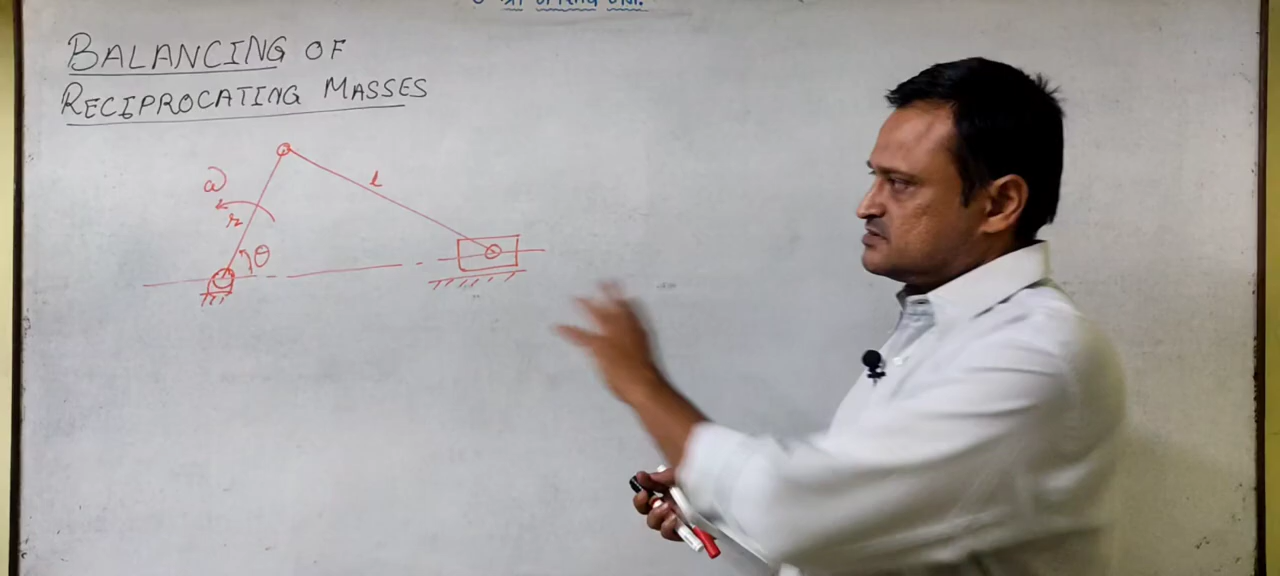 BALANCING OF
RECIPROCATING MASSES
ω
r
l
θ